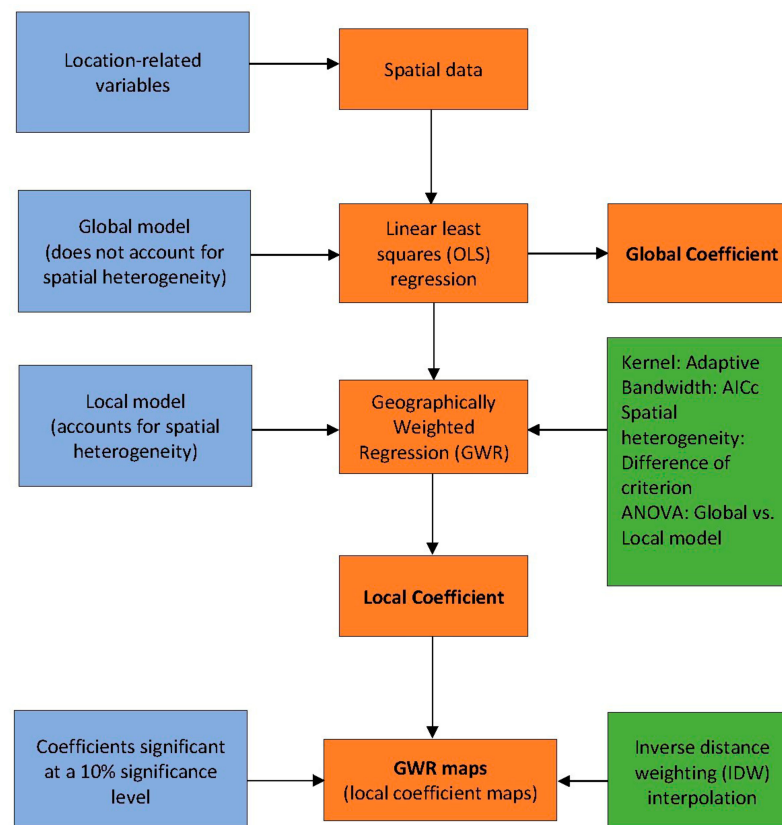 Location-related
variables
Spatial data
Global model
(does not account for
spatial heterogeneity)
Linear least
squares (OLS)
regression
Global Coefficient
Local model
(accounts for spatial
heterogeneity)
Geographically
Weighted
Regression (GWR)
Kernel: Adaptive
Bandwidth: AICc
Spatial
heterogeneity:
Difference of
criterion
ANOVA: Global vs.
Local model
Local Coefficient
Coefficients significant
at a 10% significance
level
GWR maps
(local coefficient maps)
Inverse distance
weighting (IDW)
interpolation